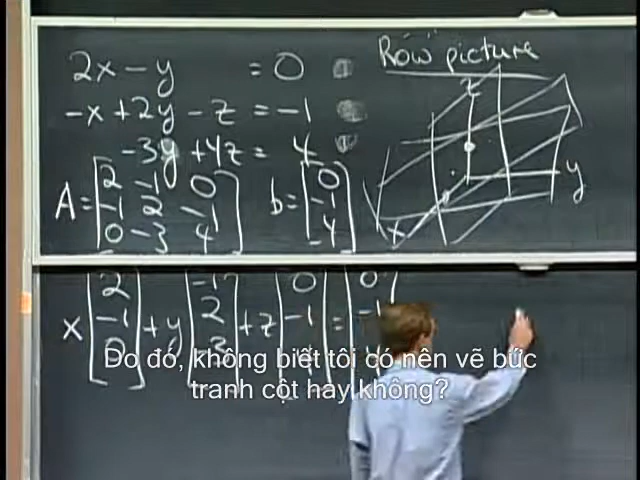 2x - y = 0
-x + 2y - z = -1
-3y + 4z = 4
A = [2 -1 0
-1 2 -1
0 -3 4]
b = [0
-1
4]
Row picture
z
y
x
x [2 -1 0] + y [-1 2 -3] + z [0 -1 4] = [0 -1
Do đó, không biết tôi có nên vẽ bức
tranh cột hay không?